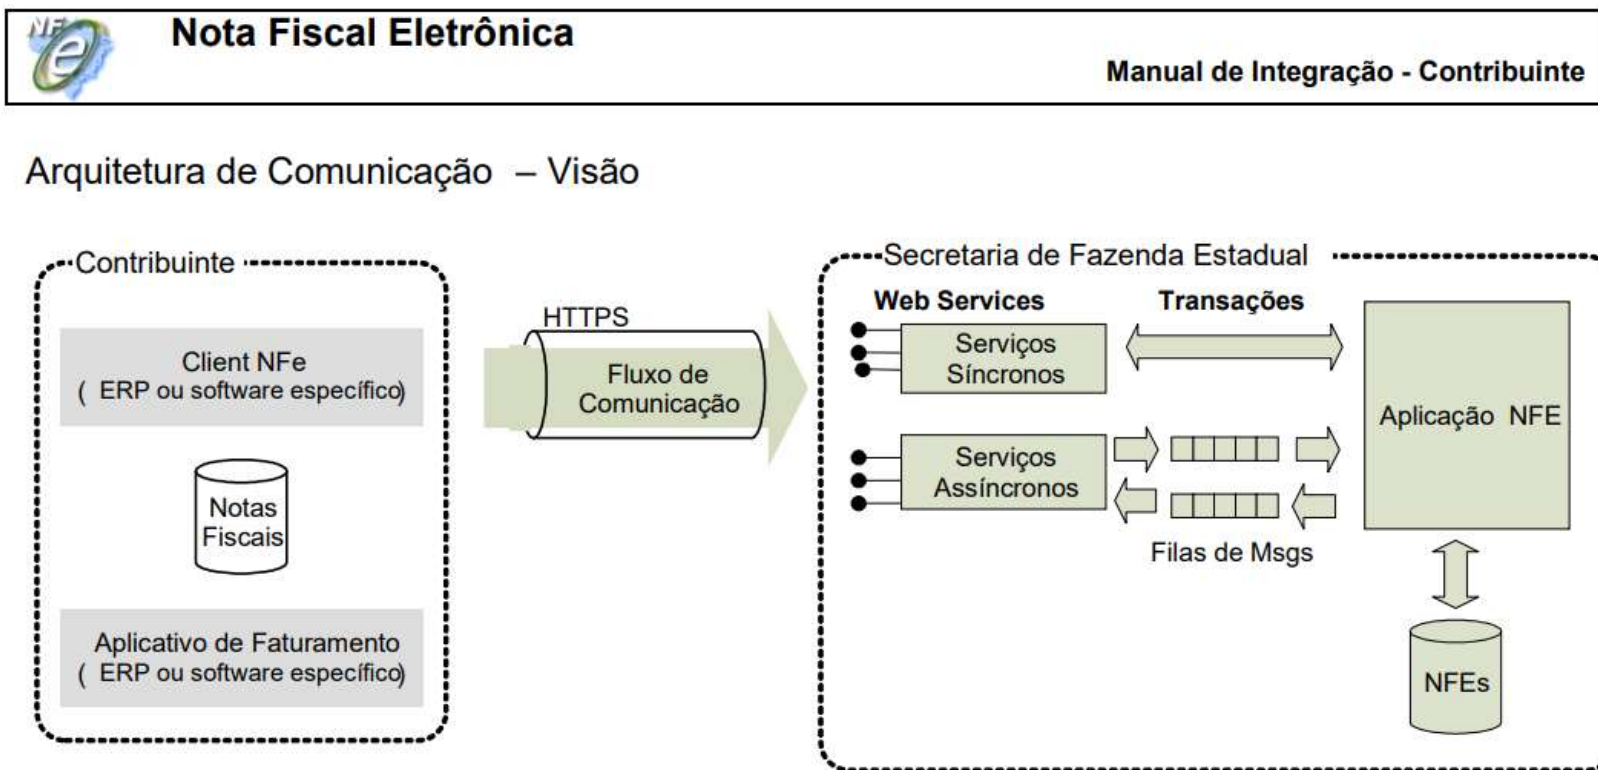 NF
e
Nota Fiscal Eletrônica
Manual de Integração - Contribuinte
Arquitetura de Comunicação – Visão
Contribuinte
Client NFe
( ERP ou software específico)
Notas
Fiscais
Aplicativo de Faturamento
( ERP ou software específico)
HTTPS
Fluxo de
Comunicação
Secretaria de Fazenda Estadual
Web Services
Transações
Serviços
Síncronos
Serviços
Assíncronos
Filas de Msgs
Aplicação NFE
NFEs